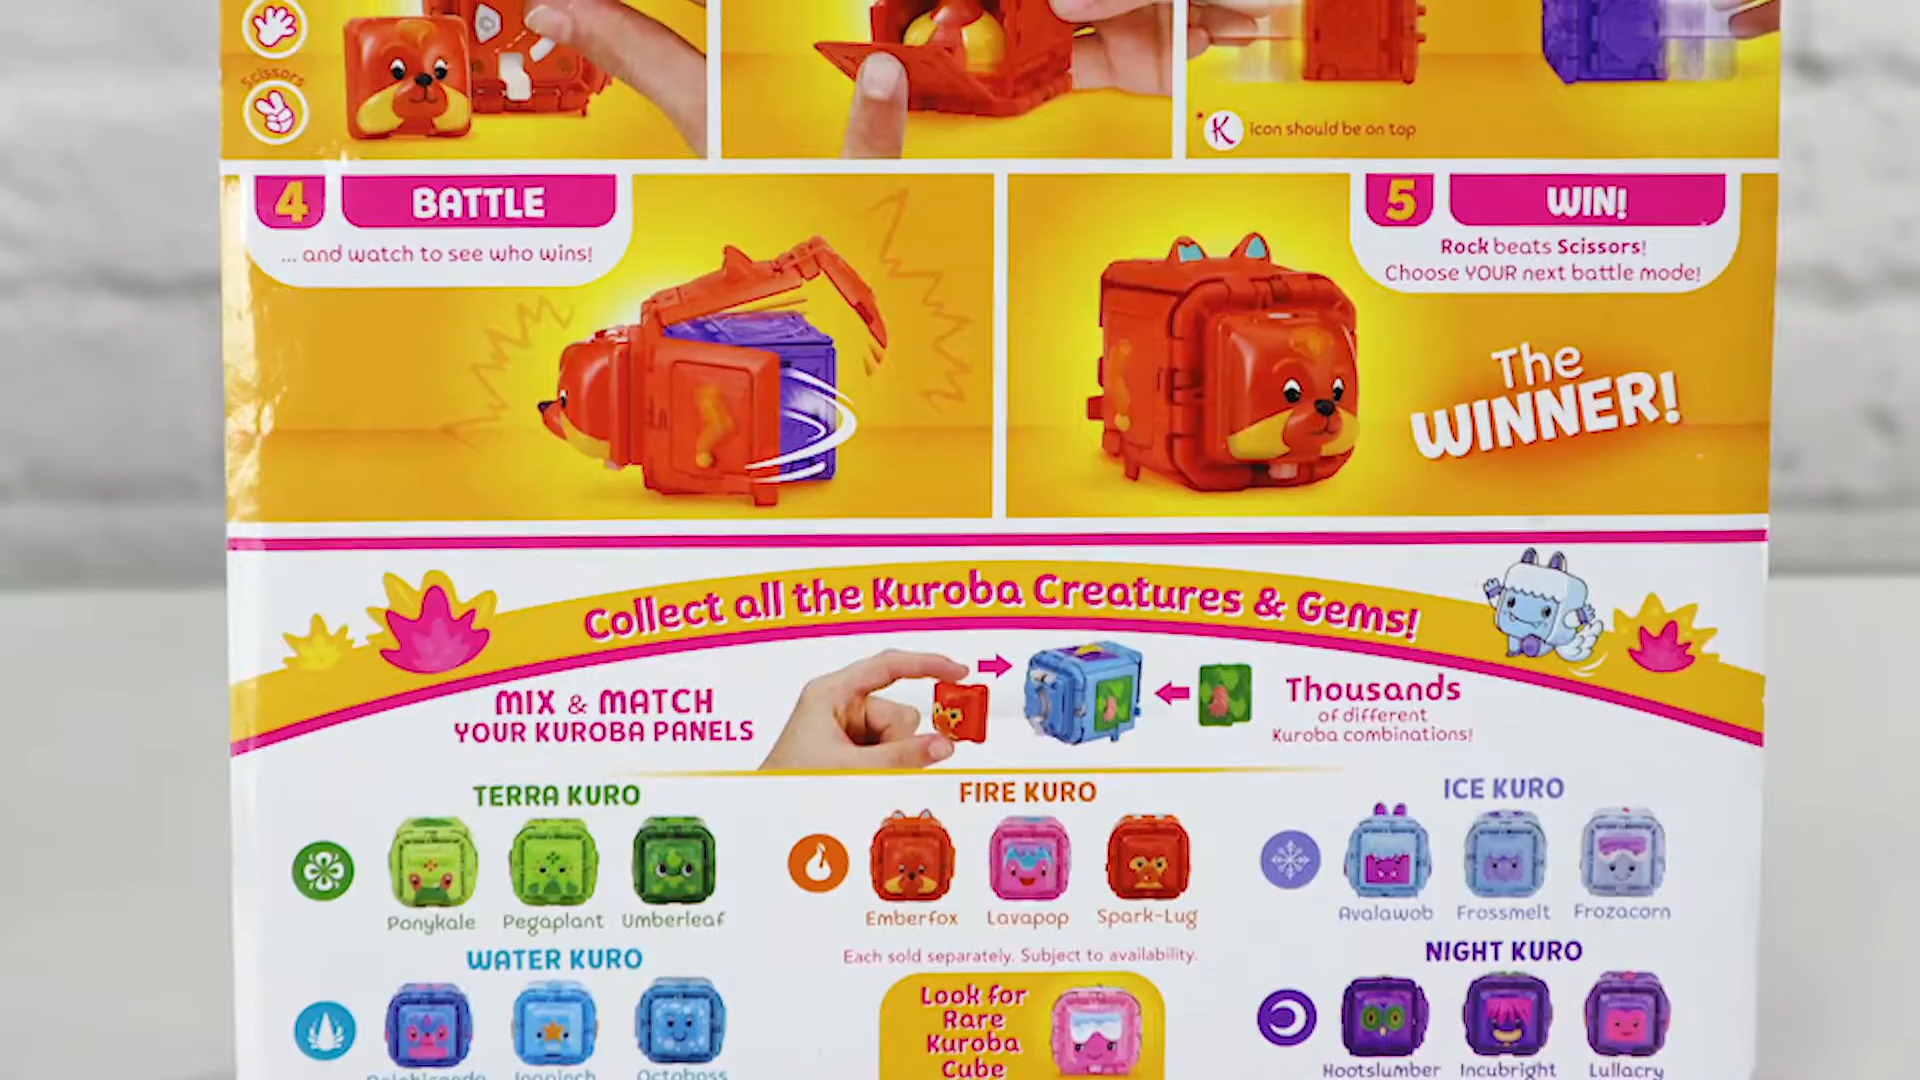 Scissors
K icon should be on top
4 BATTLE
... and watch to see who wins!
5 WIN!
Rock beats Scissors!
Choose YOUR next battle mode!
The
WINNER!
Collect all the Kuroba Creatures & Gems!
MIX & MATCH
YOUR KUROBA PANELS
Thousands
of different
Kuroba combinations!
TERRA KURO
Ponykale Pegaplant Umberleaf
FIRE KURO
Emberfox Lavapop Spark-Lug
ICE KURO
Avalawob Frossmelt Frozacorn
Each sold separately. Subject to availability.
WATER KURO
Octoboss
Look for
Rare
Kuroba
Cube
NIGHT KURO
Hootslumber Incubright Lullacry